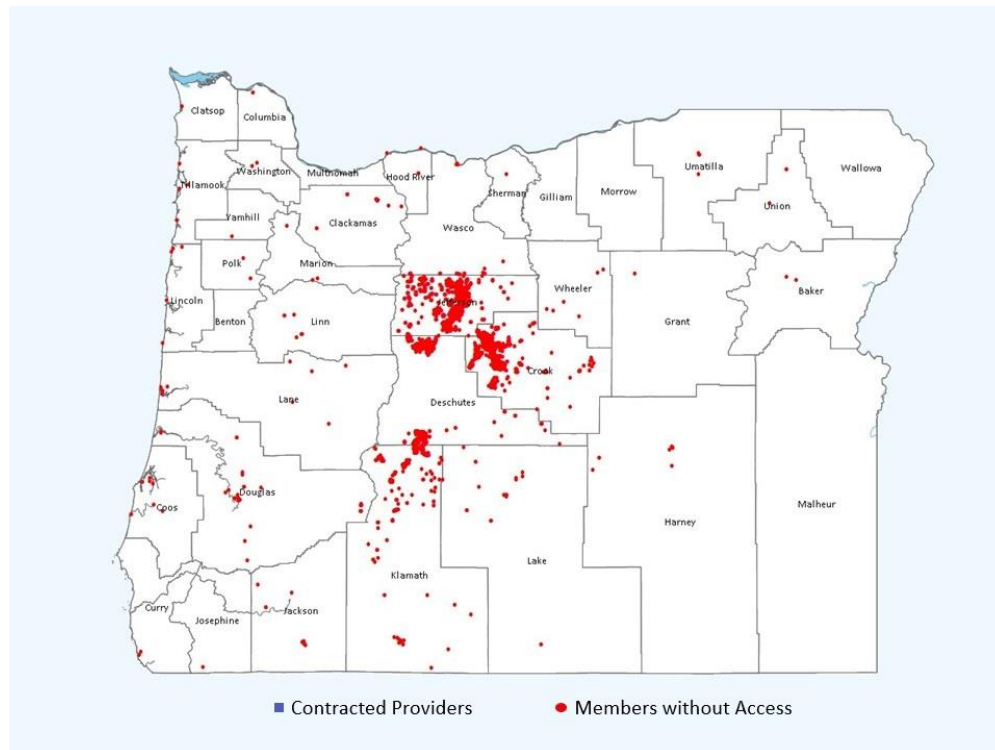 Clatsop
Columbia
Tillamook
Washington
Multnomah
Hood River
Sherman
Gilliam
Morrow
Umatilla
Union
Wallowa
Yamhill
Clackamas
Wasco
Polk
Marion
Jefferson
Wheeler
Baker
Lincoln
Benton
Linn
Grant
Crook
Lane
Deschutes
Douglas
Coos
Harney
Malheur
Klamath
Lake
Curry
Josephine
Jackson
Contracted Providers
Members without Access